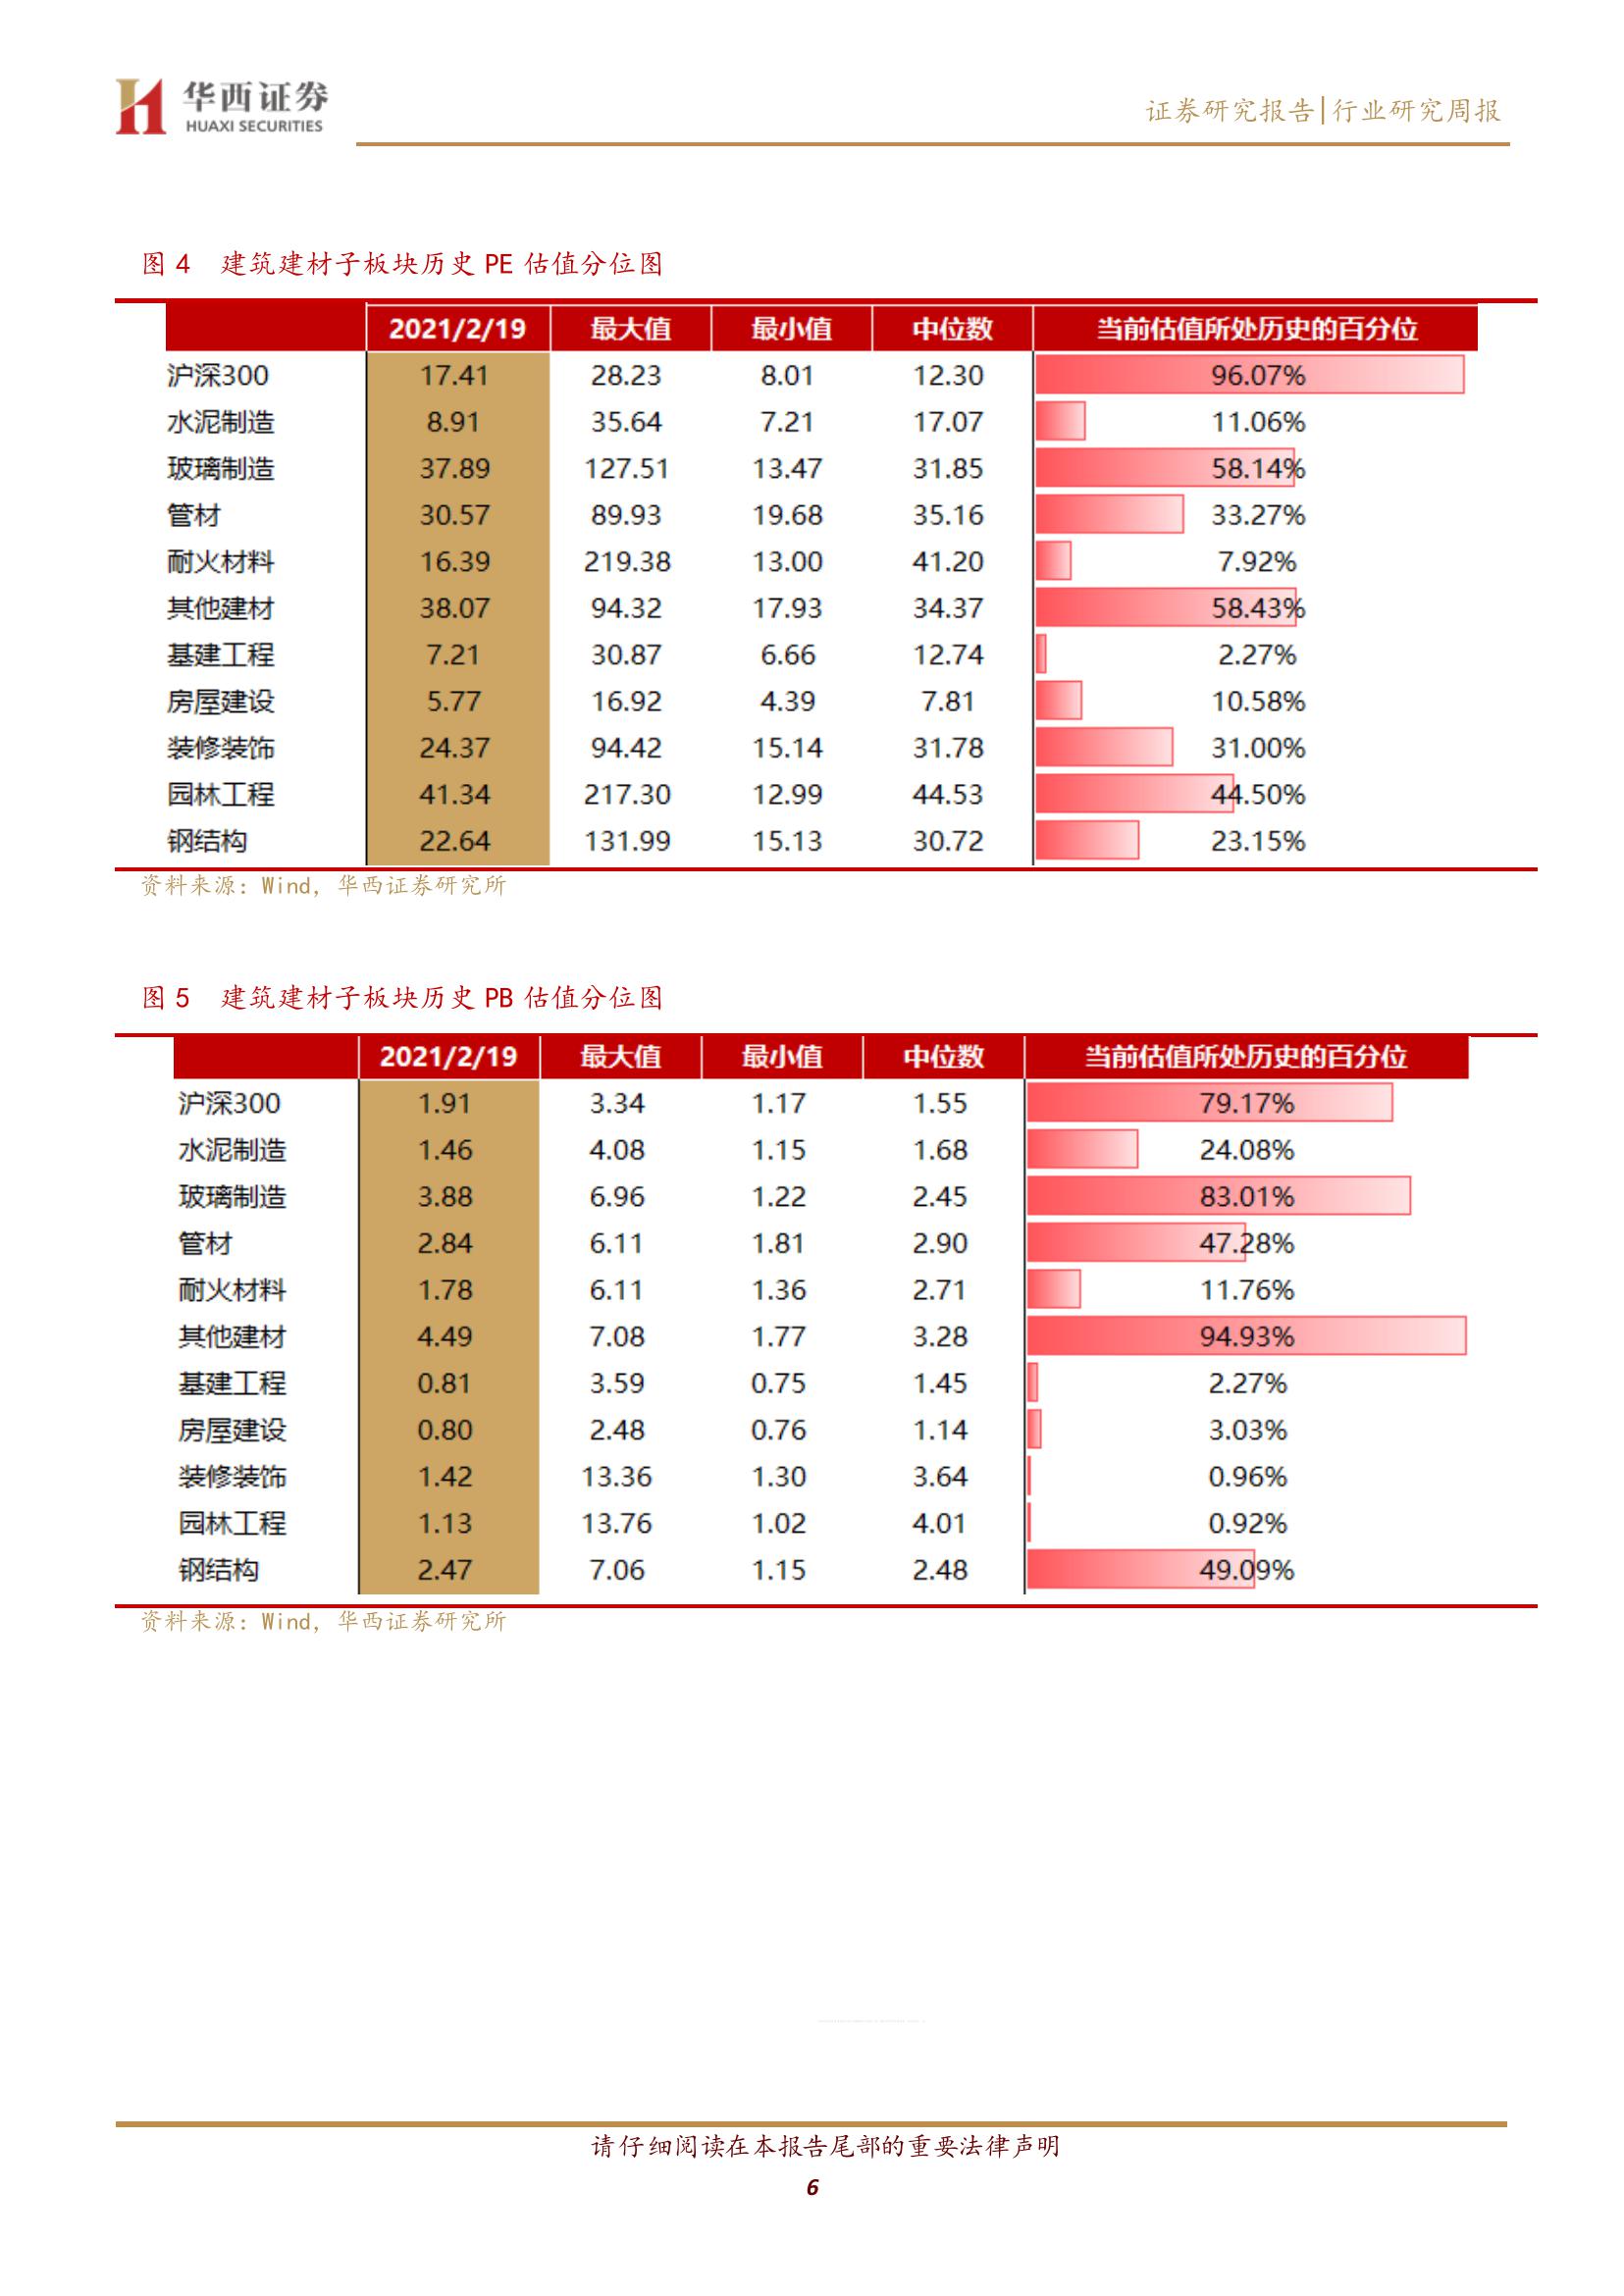 华西证券
HUAXI SECURITIES
证券研究报告|行业研究周报
图 4 建筑建材子板块历史 PE 估值分位图
2021/2/19 最大值 最小值 中位数 当前估值所处历史的百分位
沪深300 17.41 28.23 8.01 12.30 96.07%
水泥制造 8.91 35.64 7.21 17.07 11.06%
玻璃制造 37.89 127.51 13.47 31.85 58.14%
管材 30.57 89.93 19.68 35.16 33.27%
耐火材料 16.39 219.38 13.00 41.20 7.92%
其他建材 38.07 94.32 17.93 34.37 58.43%
基建工程 7.21 30.87 6.66 12.74 2.27%
房屋建设 5.77 16.92 4.39 7.81 10.58%
装修装饰 24.37 94.42 15.14 31.78 31.00%
园林工程 41.34 217.30 12.99 44.53 44.50%
钢结构 22.64 131.99 15.13 30.72 23.15%
资料来源：Wind，华西证券研究所
图 5 建筑建材子板块历史 PB 估值分位图
2021/2/19 最大值 最小值 中位数 当前估值所处历史的百分位
沪深300 1.91 3.34 1.17 1.55 79.17%
水泥制造 1.46 4.08 1.15 1.68 24.08%
玻璃制造 3.88 6.96 1.22 2.45 83.01%
管材 2.84 6.11 1.81 2.90 47.28%
耐火材料 1.78 6.11 1.36 2.71 11.76%
其他建材 4.49 7.08 1.77 3.28 94.93%
基建工程 0.81 3.59 0.75 1.45 2.27%
房屋建设 0.80 2.48 0.76 1.14 3.03%
装修装饰 1.42 13.36 1.30 3.64 0.96%
园林工程 1.13 13.76 1.02 4.01 0.92%
钢结构 2.47 7.06 1.15 2.48 49.09%
资料来源：Wind，华西证券研究所
请仔细阅读在本报告尾部的重要法律声明
6